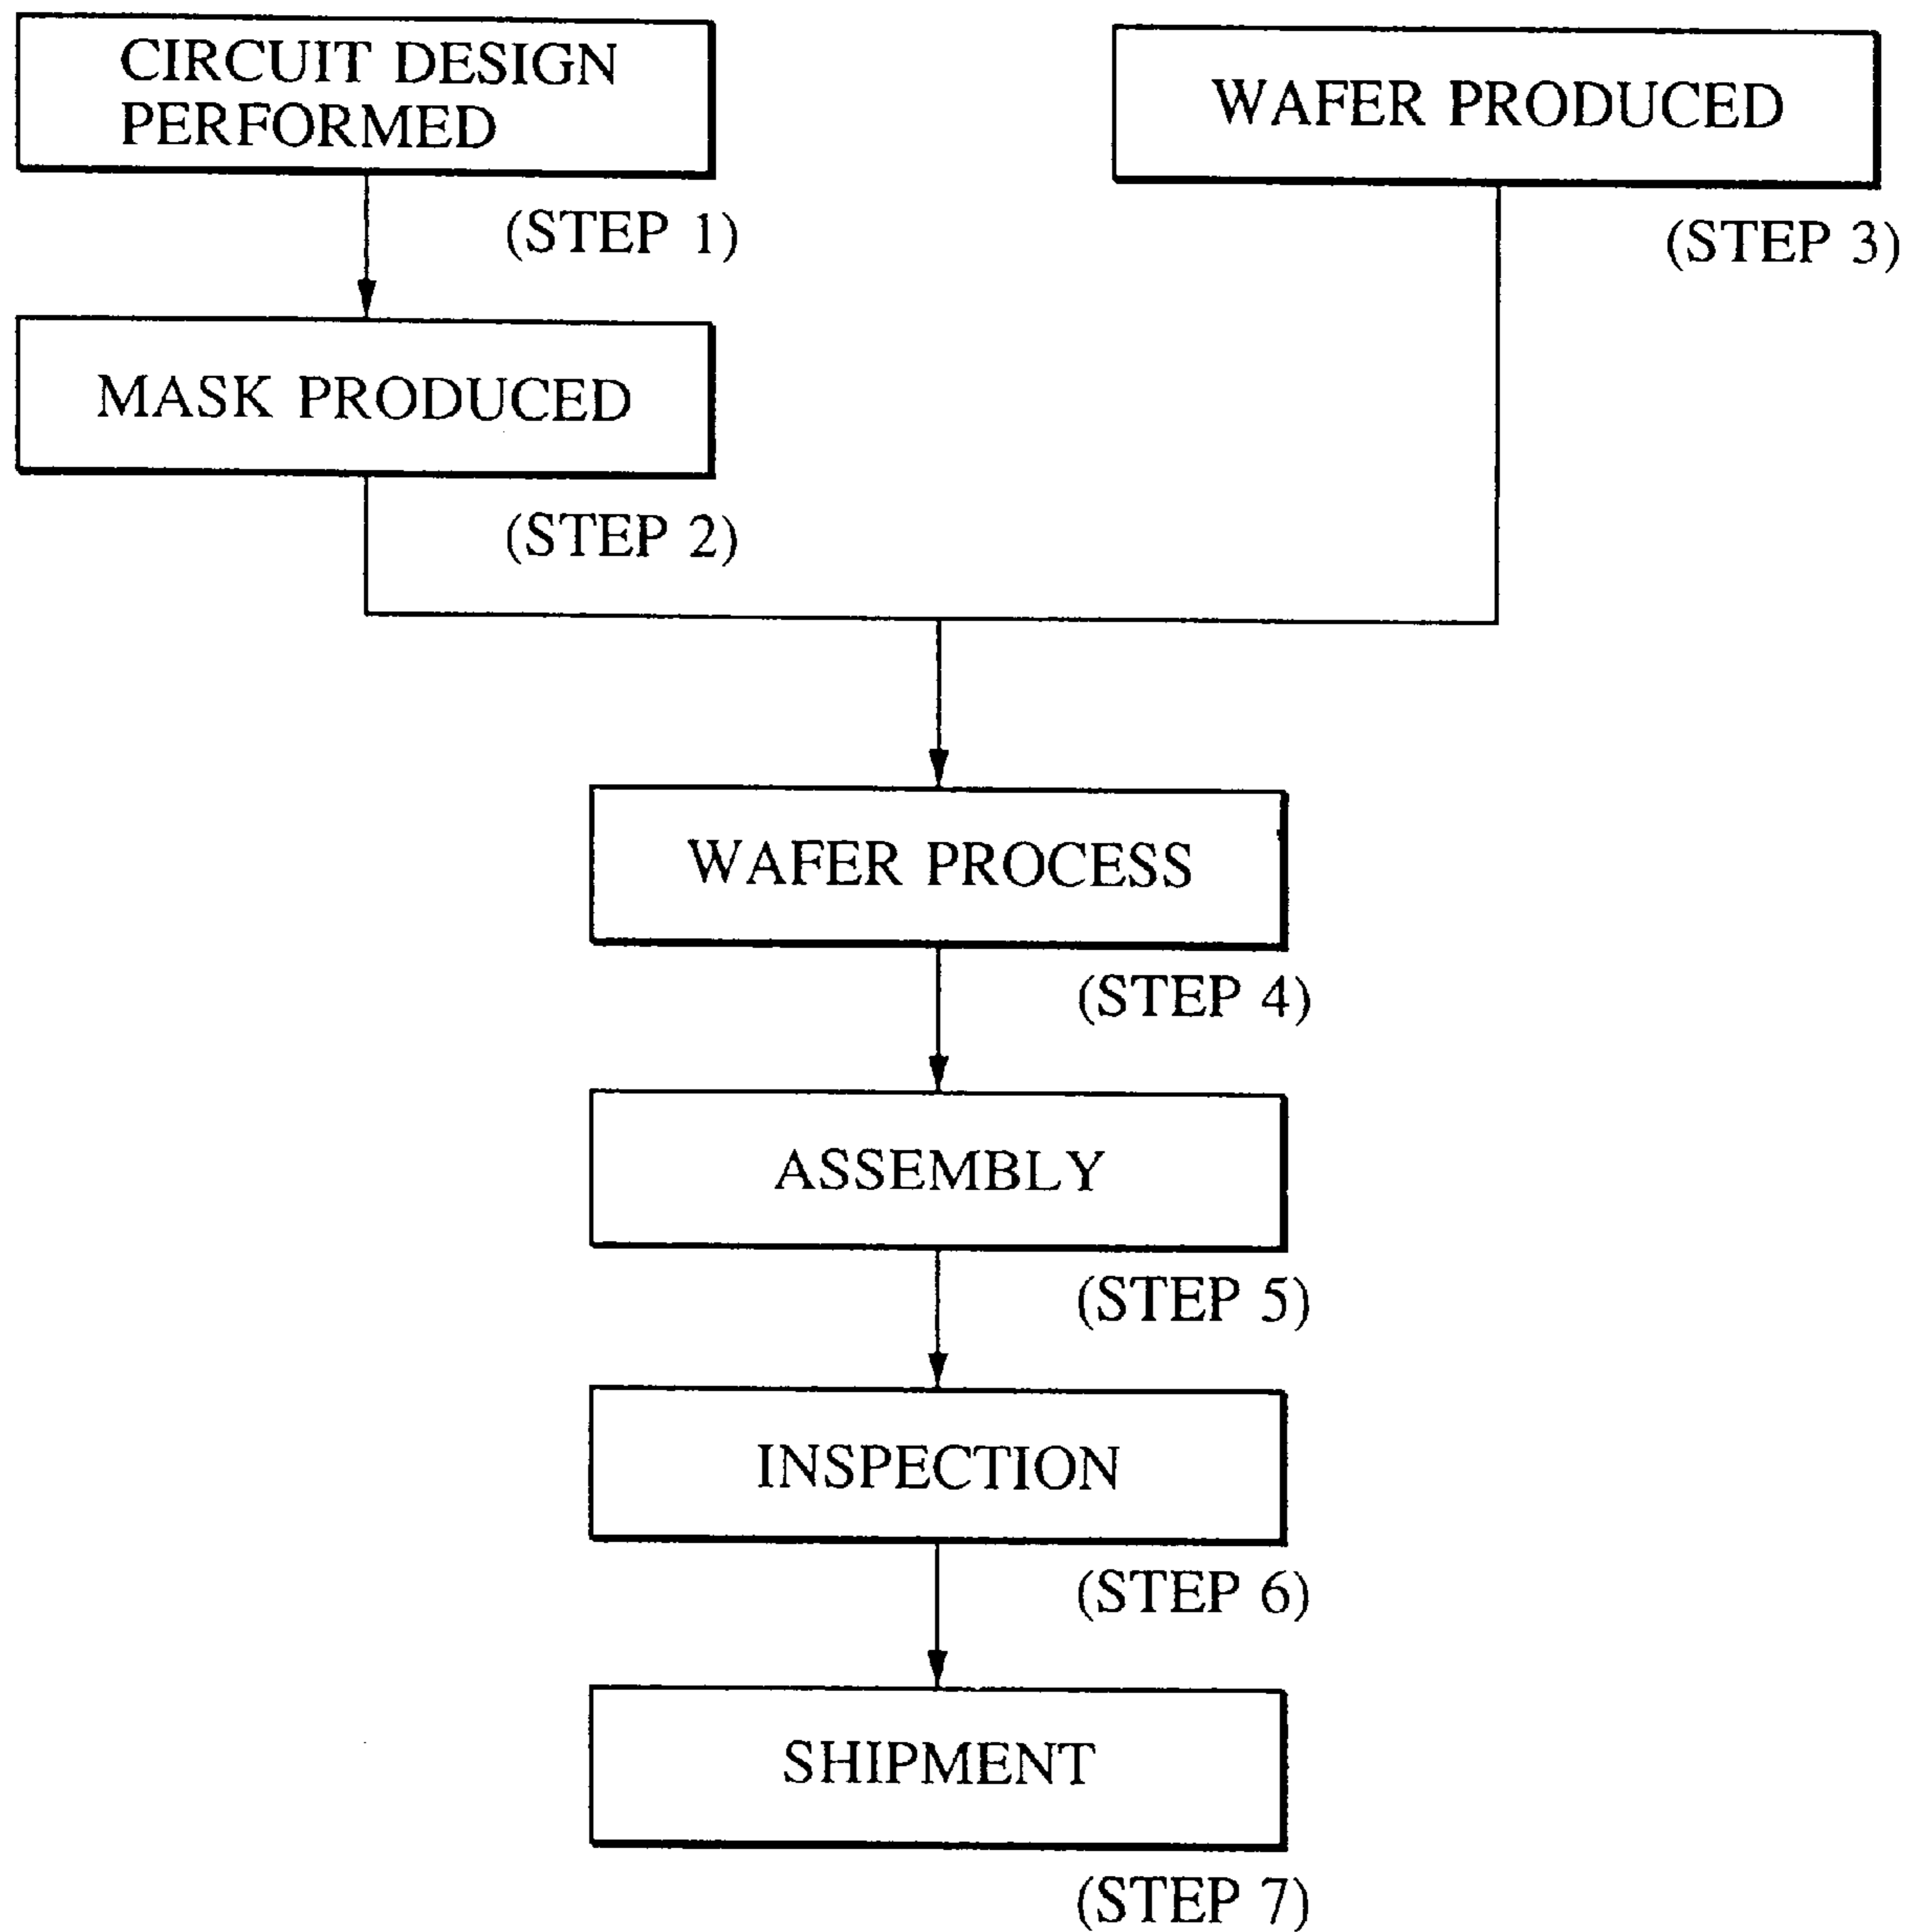 CIRCUIT DESIGN
PERFORMED
(STEP 1)
MASK PRODUCED
(STEP 2)
WAFER PRODUCED
(STEP 3)
WAFER PROCESS
(STEP 4)
ASSEMBLY
(STEP 5)
INSPECTION
(STEP 6)
SHIPMENT
(STEP 7)